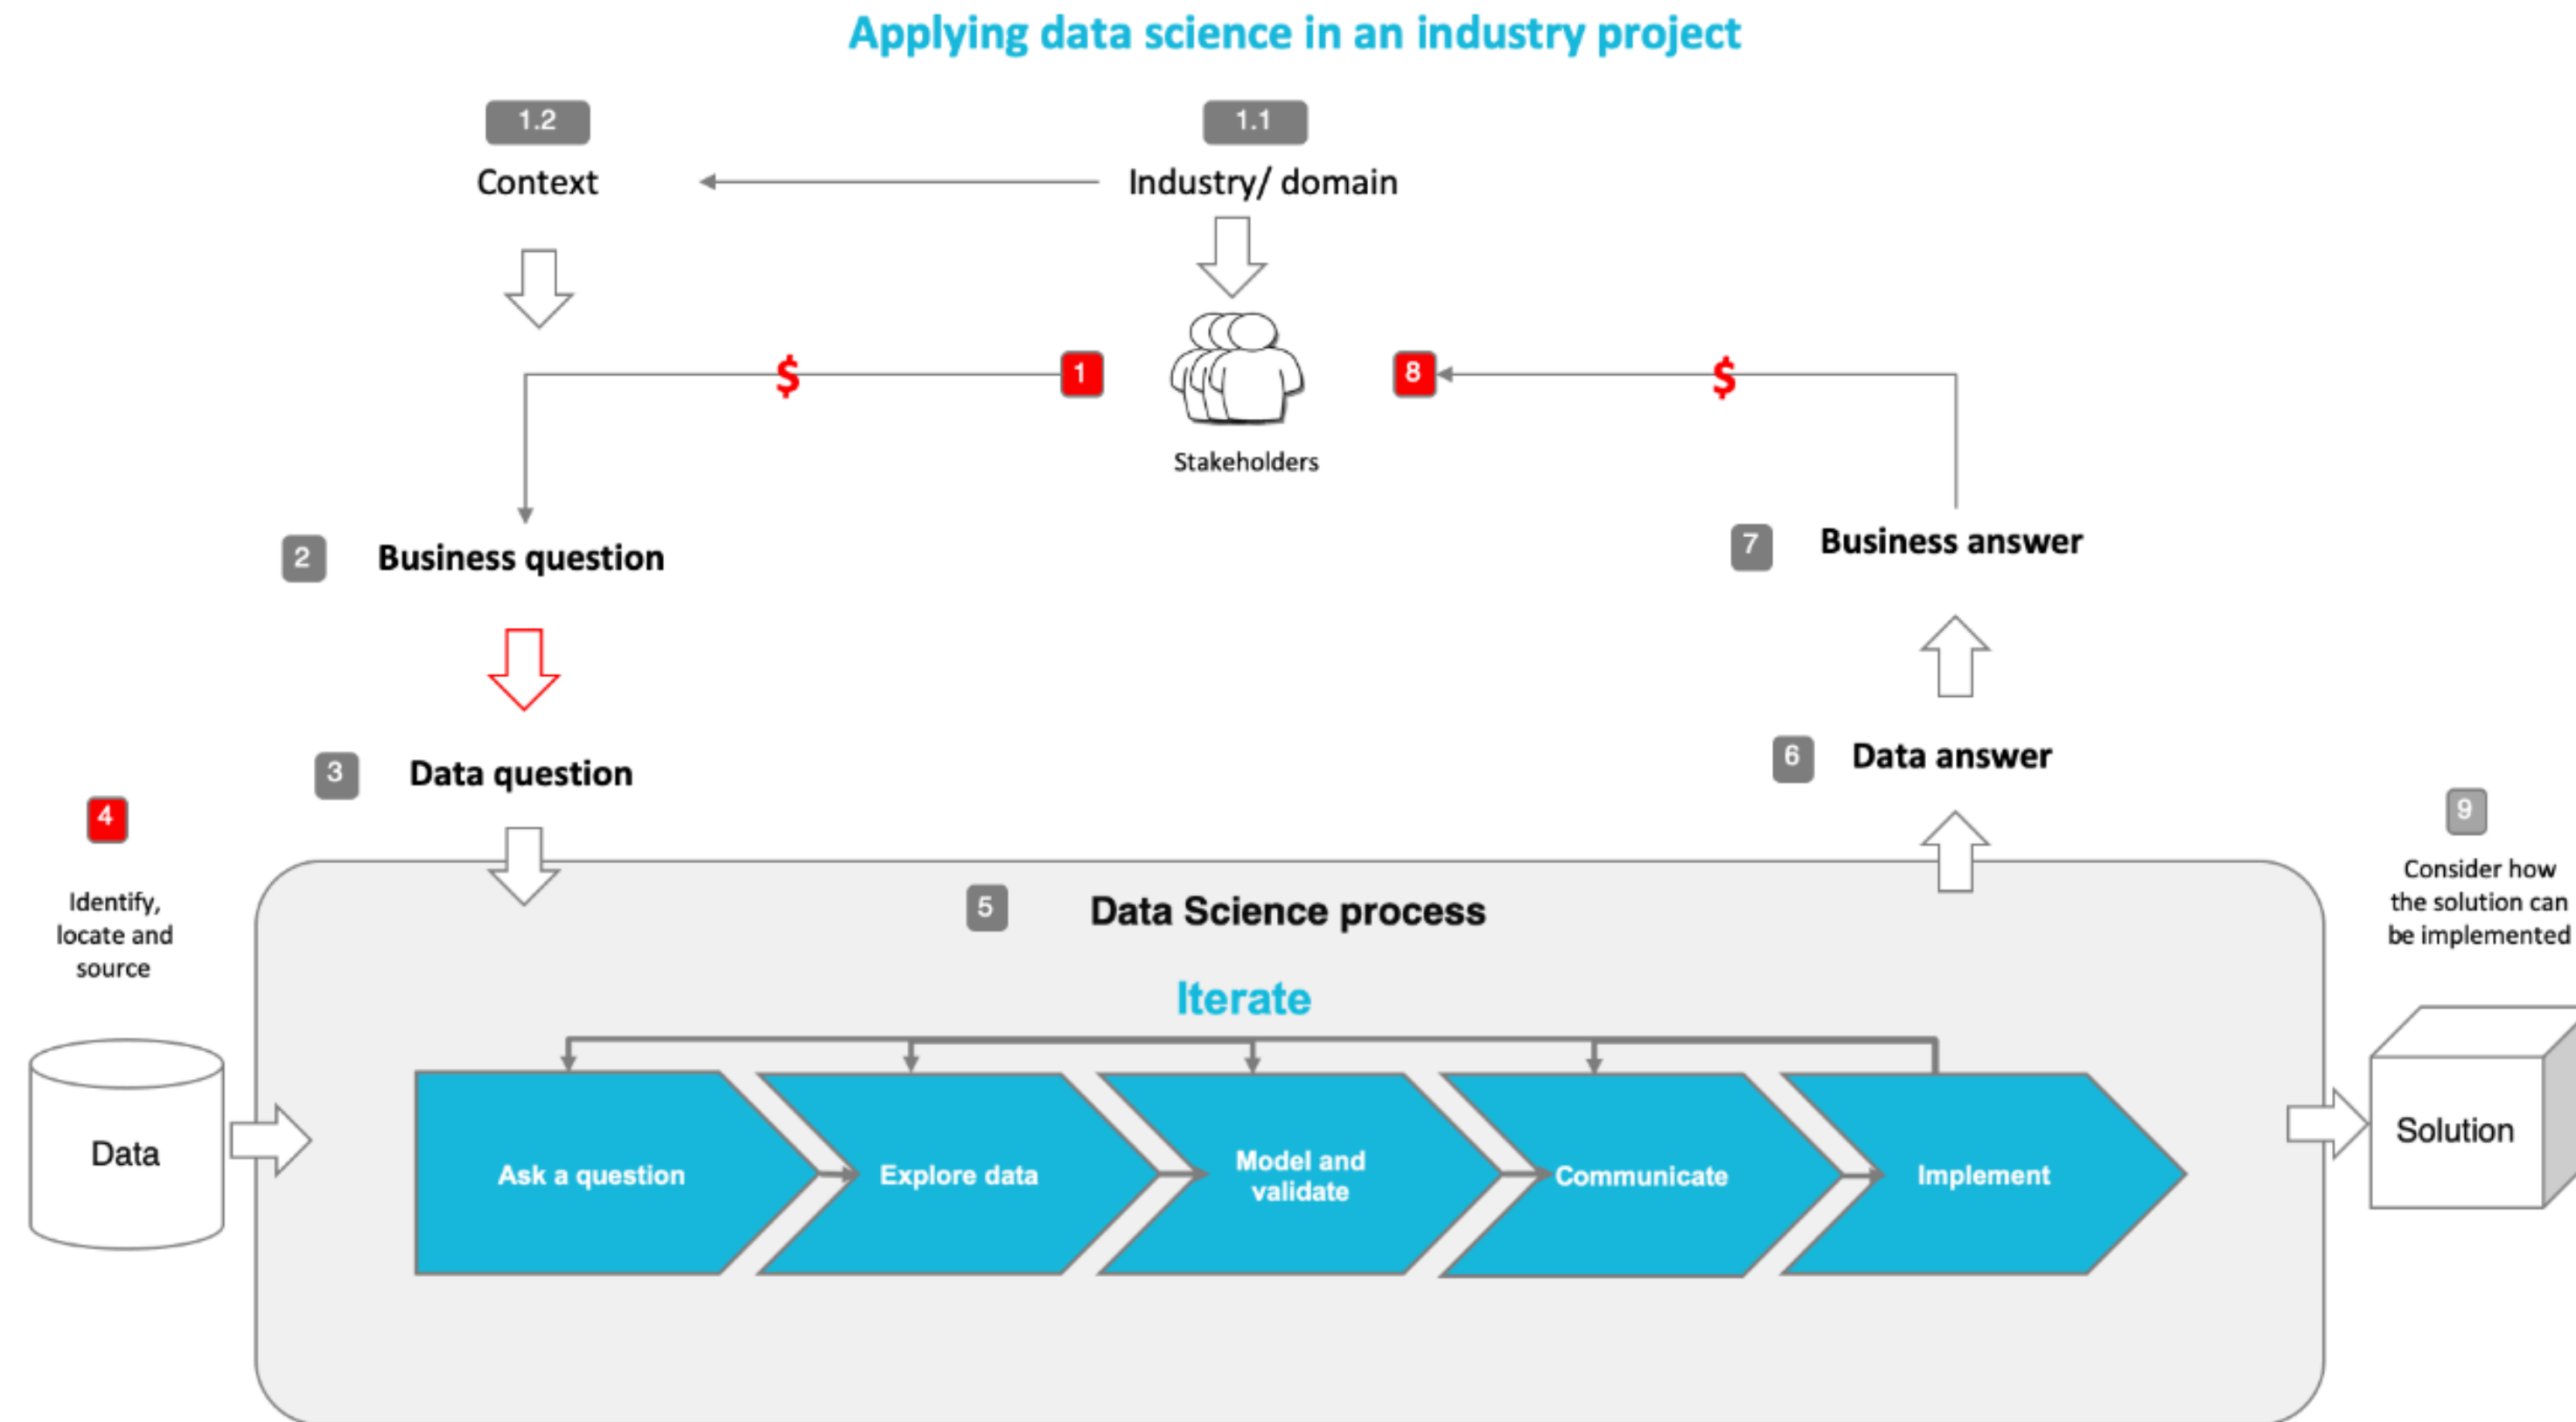 Applying data science in an industry project
1.2
1.1
Context
Industry/ domain
$
1
8
$
Stakeholders
2
Business question
7
Business answer
3
Data question
6
Data answer
4
Identify,
locate and
source
9
Consider how
the solution can
be implemented
5
Data Science process
Iterate
Data
Ask a question
Explore data
Model and
validate
Communicate
Implement
Solution